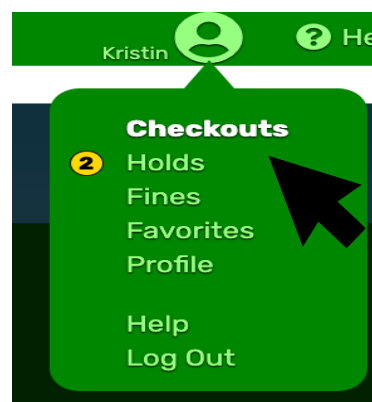 Kristin ? He
Checkouts
2 Holds
Fines
Favorites
Profile
Help
Log Out